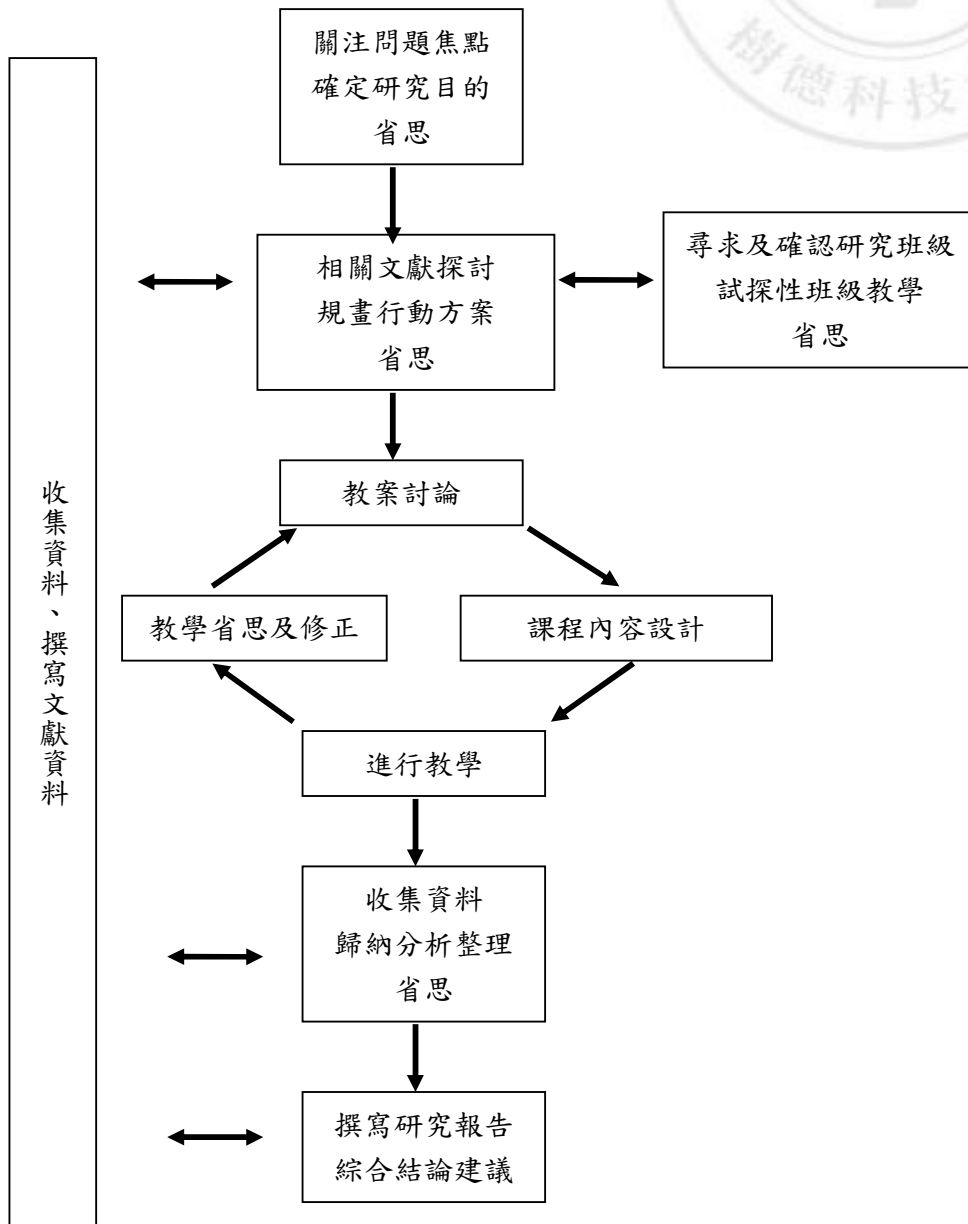 關注問題焦點
確定研究目的
省思
樹德科技
相關文獻探討
規畫行動方案
省思
尋求及確認研究班級
試探性班級教學
省思
教案討論
教學省思及修正
課程內容設計
進行教學
收集資料
歸納分析整理
省思
撰寫研究報告
綜合結論建議
收集資料、撰寫文獻資料